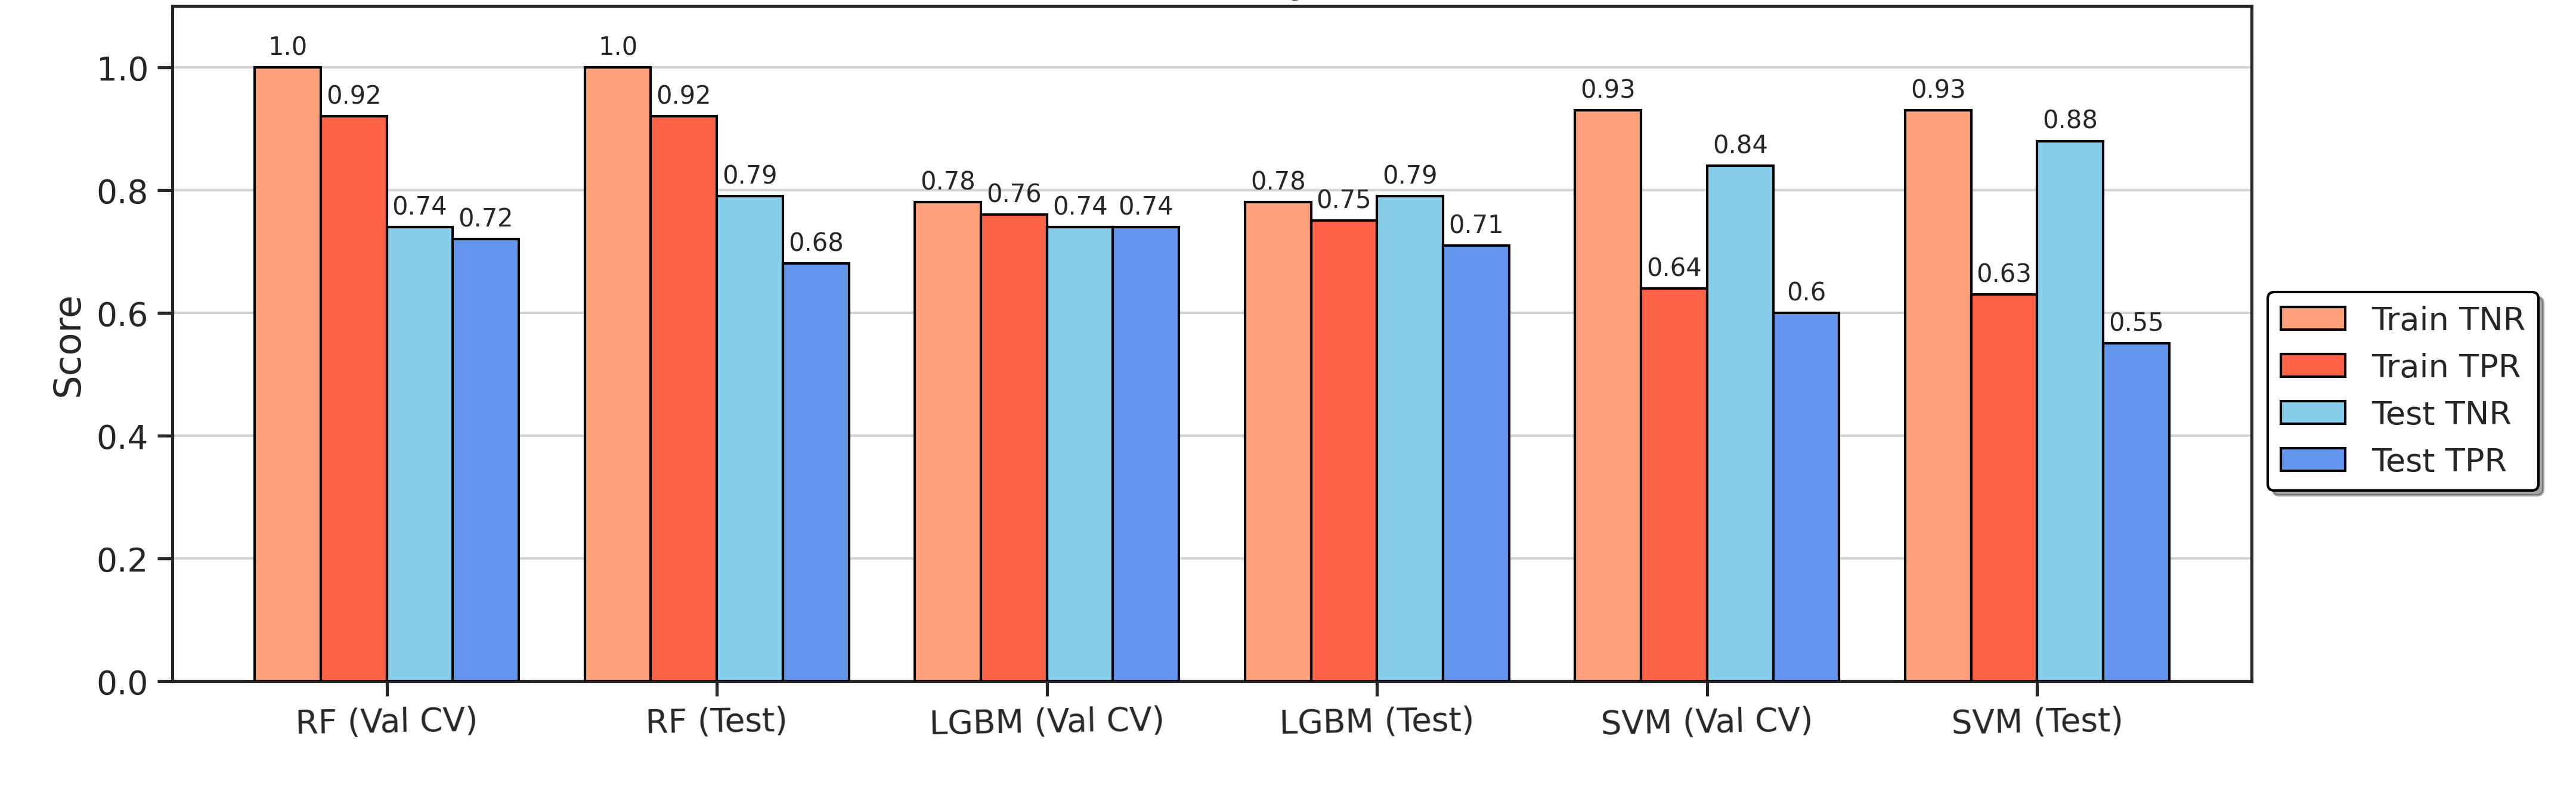 1.0
0.92
0.74
0.72
1.0
0.92
0.79
0.68
0.78
0.76
0.74
0.74
0.78
0.75
0.79
0.71
0.93
0.64
0.84
0.6
0.93
0.63
0.88
0.55
1.0
0.8
0.6
0.4
0.2
0.0
Score
RF (Val CV)
RF (Test)
LGBM (Val CV)
LGBM (Test)
SVM (Val CV)
SVM (Test)
Train TNR
Train TPR
Test TNR
Test TPR